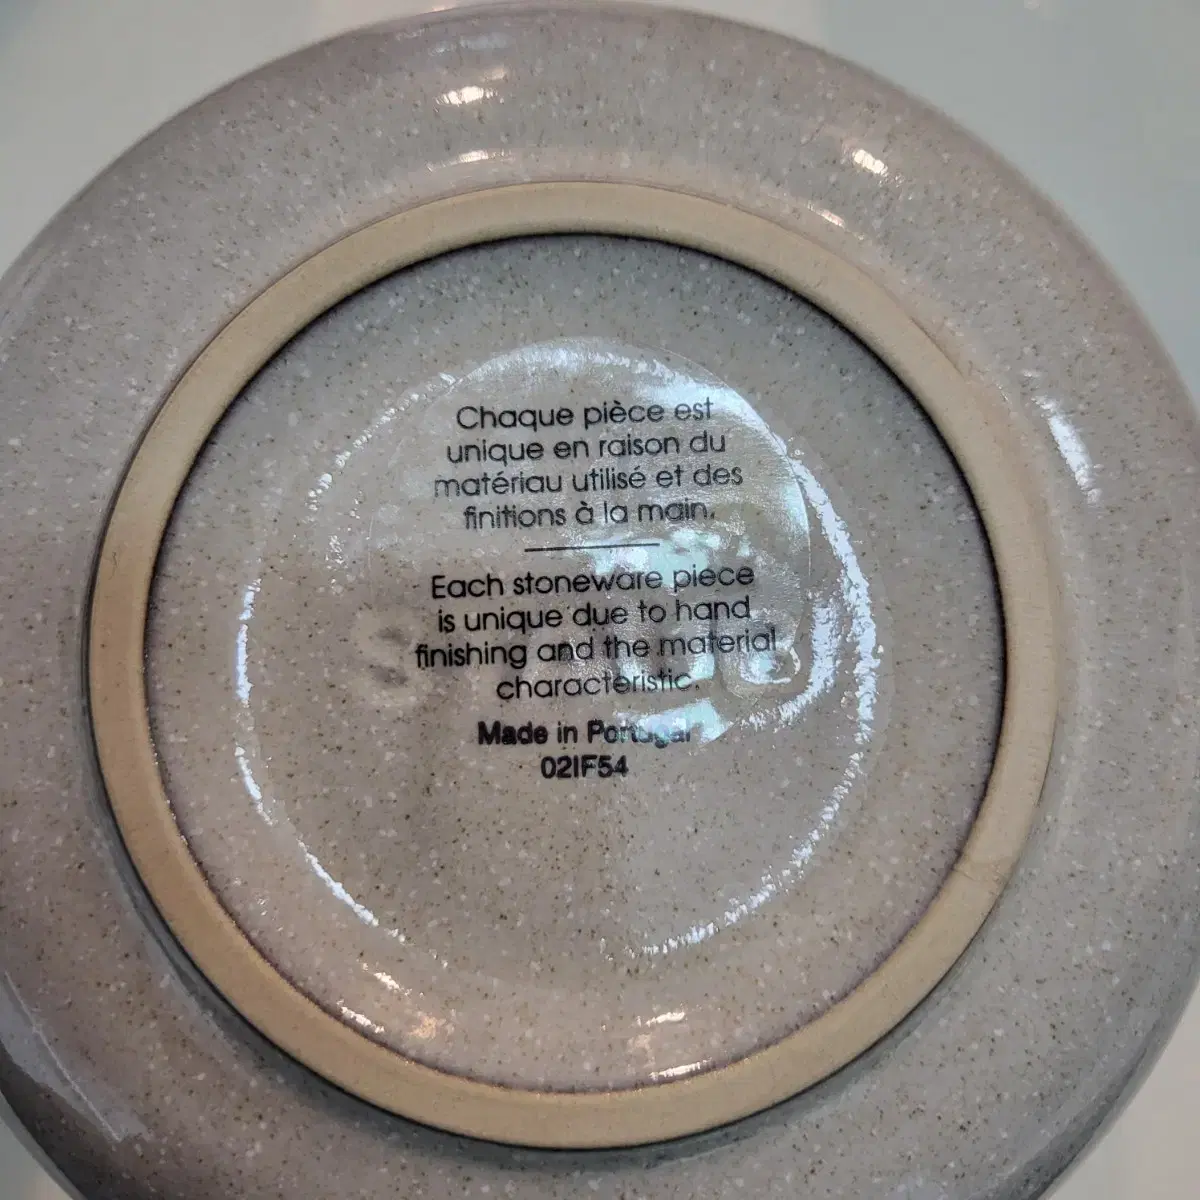 Chaque pièce est
unique en raison du
matériau utilisé et des
finitions à la main.
Each stoneware piece
is unique due to hand
finishing and the material
characteristic.
Made in Portugal
02IF54